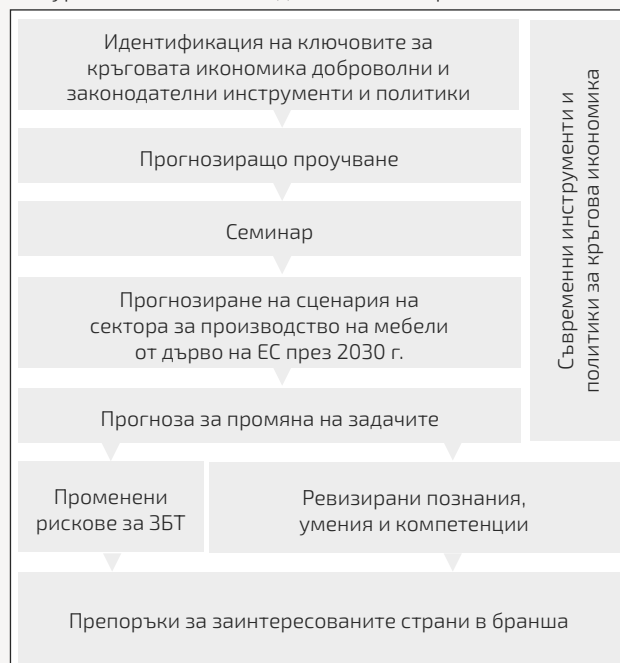 Идентификация на ключовите за
кръговата икономика доброволни и
законодателни инструменти и политики
Прогнозиращо проучване
Семинар
Прогнозиране на сценария на
сектора за производство на мебели
от дърво на ЕС през 2030 г.
Прогноза за промяна на задачите
Съвременни инструменти и
политики за кръгова икономика
Променени
рискове за ЗБТ
Ревизирани познания,
умения и компетенции
Препоръки за заинтересованите страни в бранша